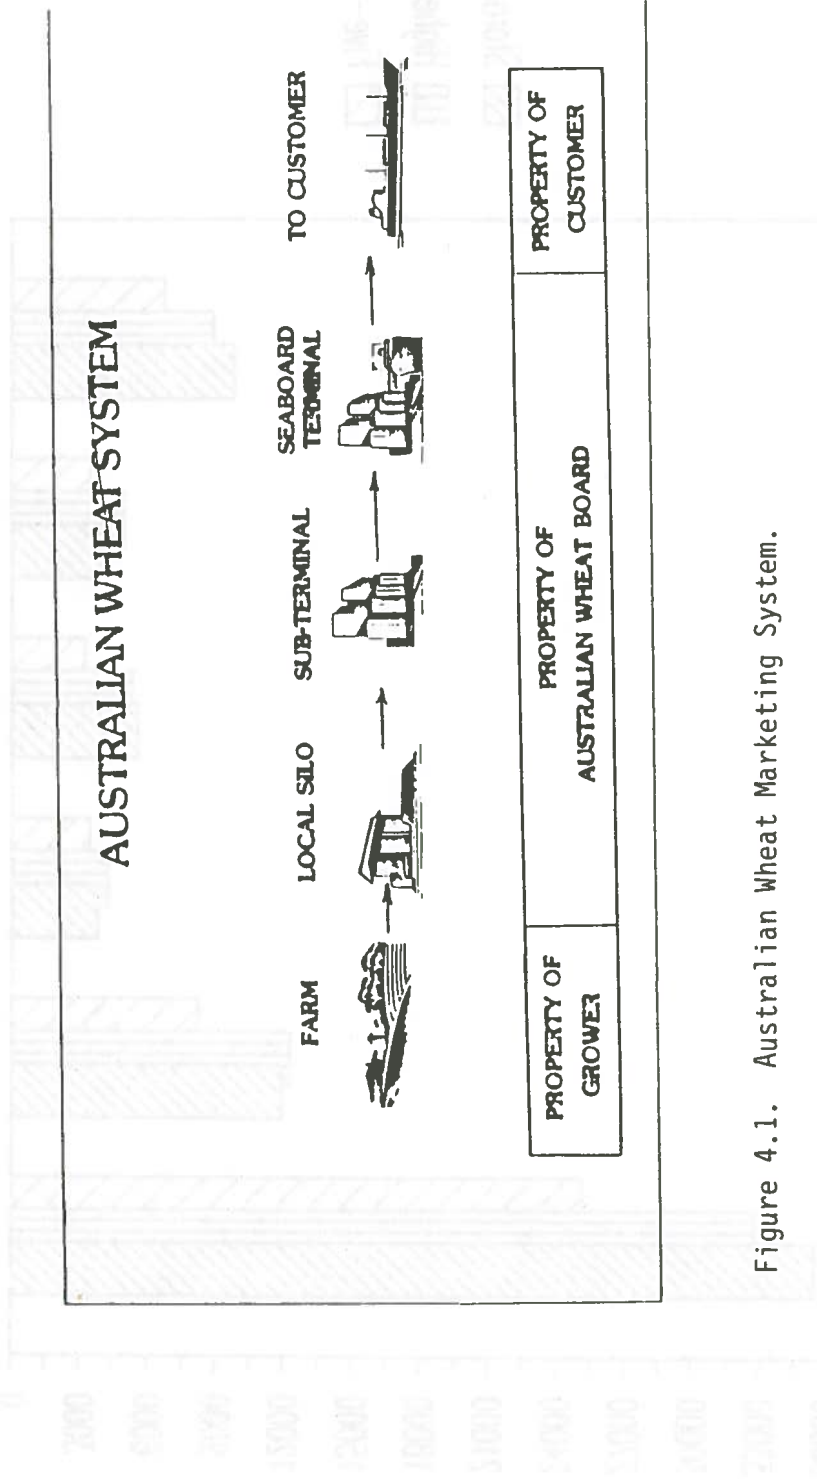 AUSTRALIAN WHEAT SYSTEM
FARM
LOCAL SILO
SUB-TERMINAL
SEABOARD
TERMINAL
TO CUSTOMER
PROPERTY OF
GROWER
PROPERTY OF
AUSTRALIAN WHEAT BOARD
PROPERTY OF
CUSTOMER
Figure 4.1. Australian Wheat Marketing System.